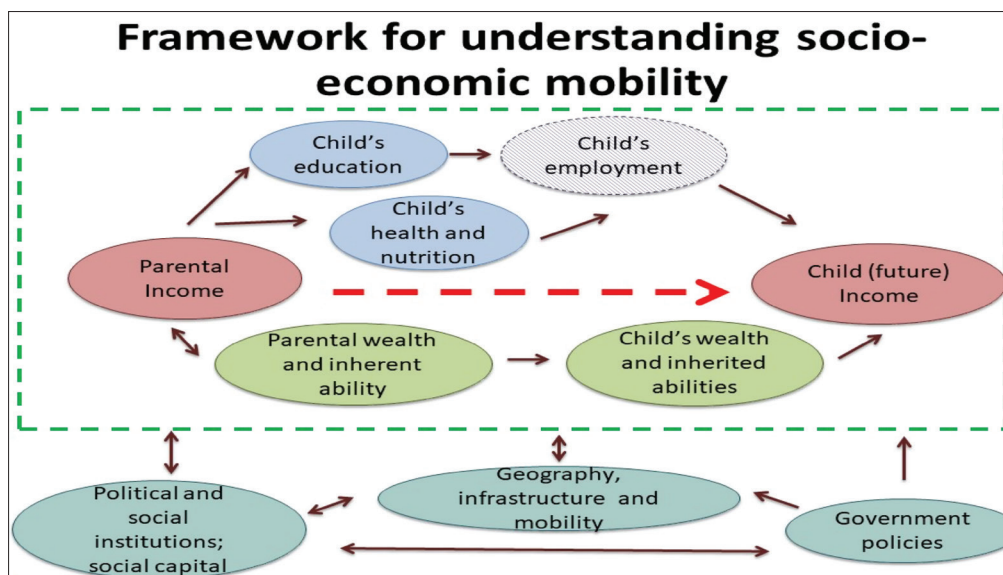 Framework for understanding socio-
economic mobility
Child's
education
Child's
employment
Child's
health and
nutrition
Parental
Income
Child (future)
Income
Parental wealth
and inherent
ability
Child's wealth
and inherited
abilities
Political and
social
institutions;
social capital
Geography,
infrastructure and
mobility
Government
policies